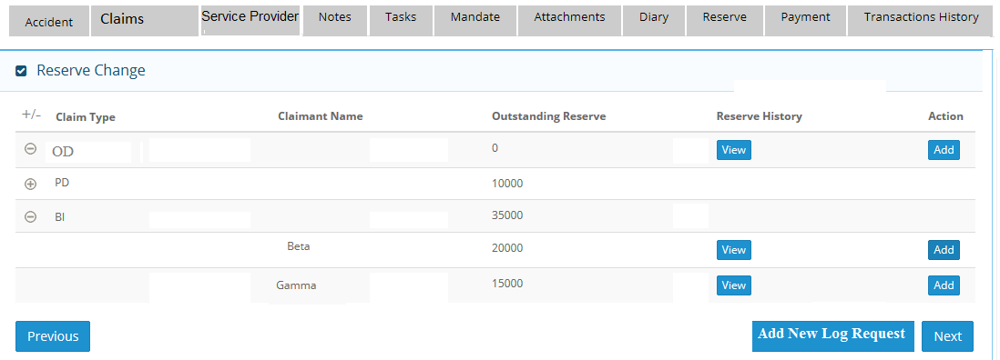 Accident Claims Service Provider Notes Tasks Mandate Attachments Diary Reserve Payment Transactions History
Reserve Change
+/- Claim Type Claimant Name Outstanding Reserve Reserve History Action
OD 0 View Add
PD 10000
BI 35000
Beta 20000 View Add
Gamma 15000 View Add
Previous Add New Log Request Next